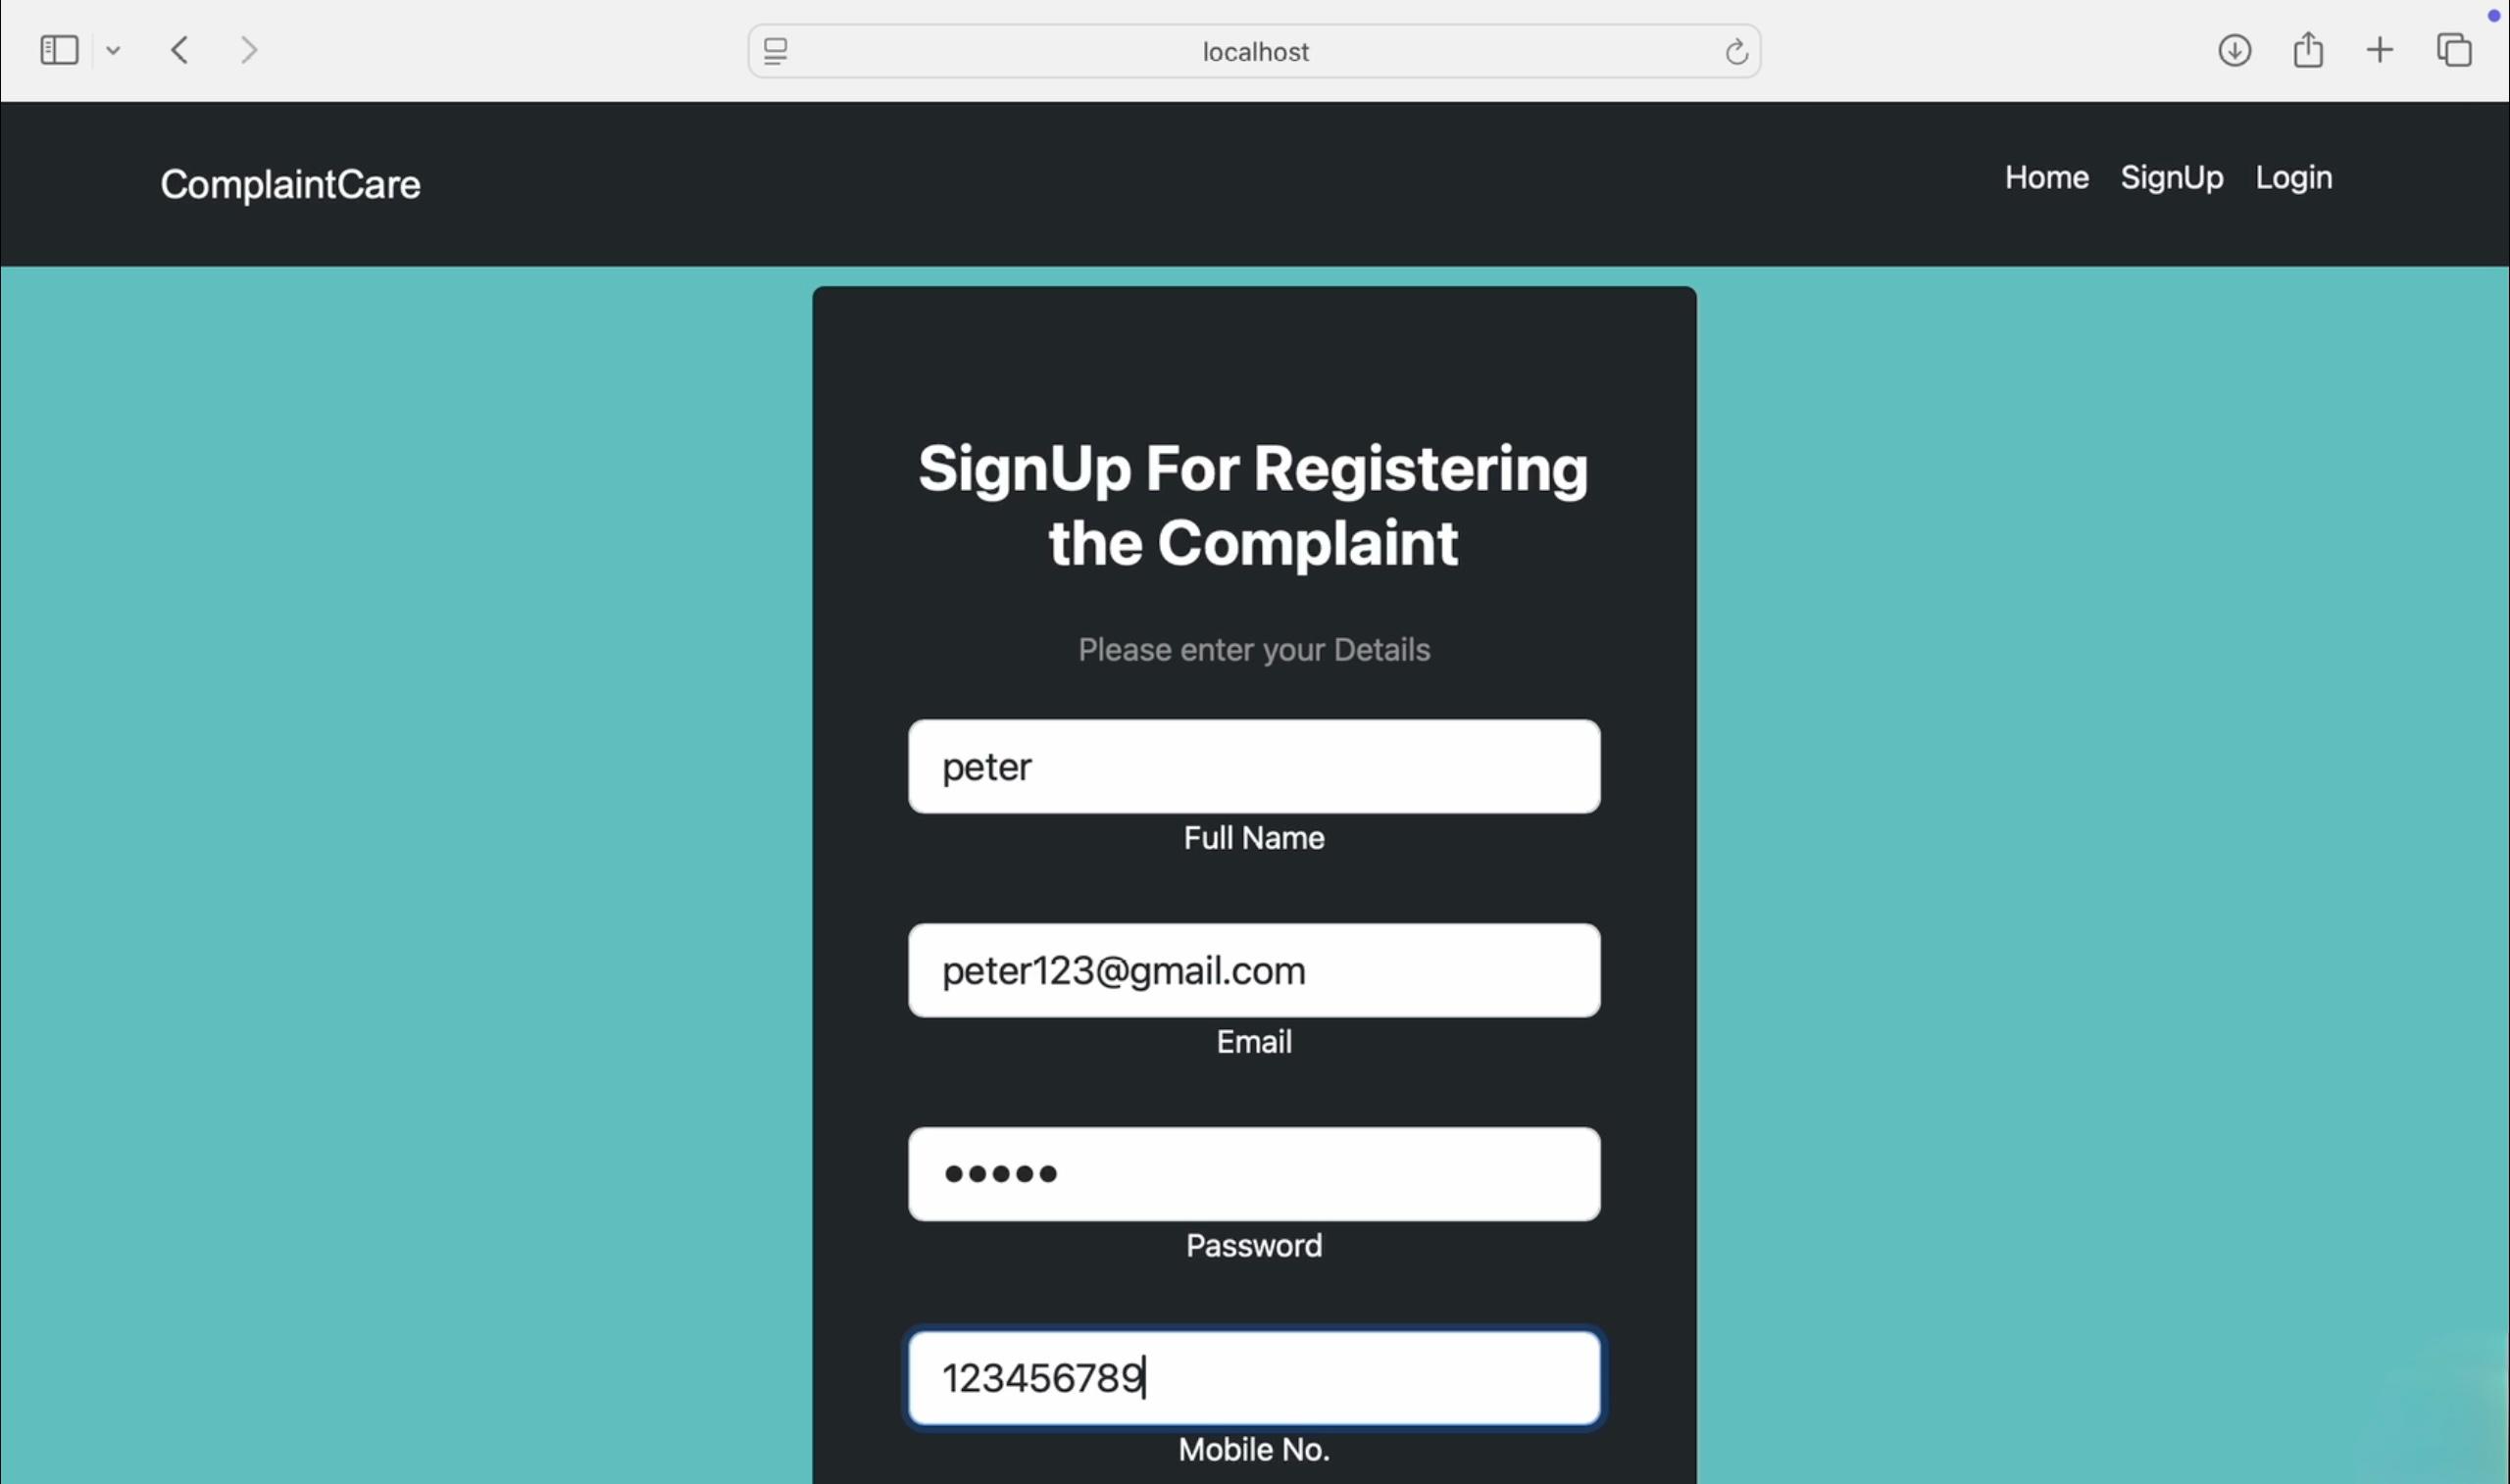 localhost
ComplaintCare
Home SignUp Login
SignUp For Registering
the Complaint
Please enter your Details
peter
Full Name
peter123@gmail.com
Email
•••••
Password
123456789
Mobile No.